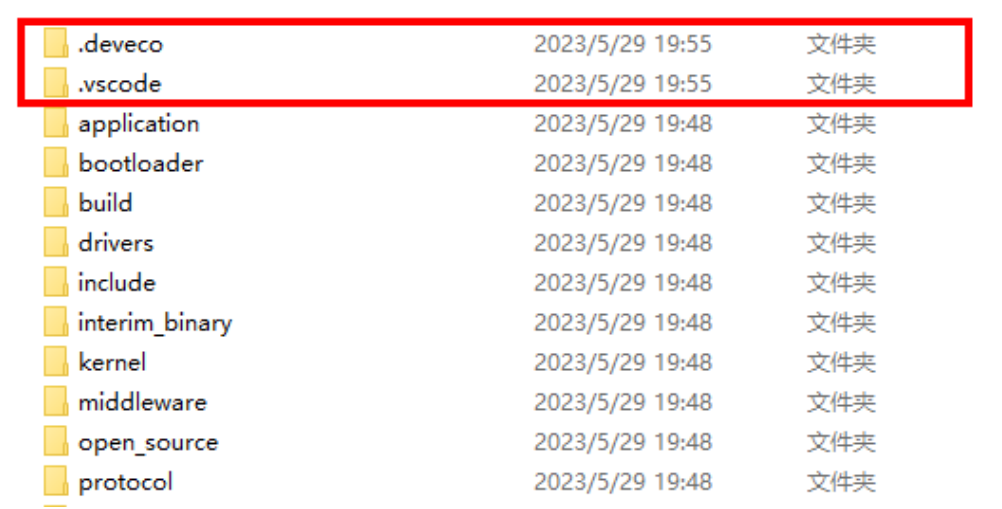 .deveco 2023/5/29 19:55 文件夹
.vscode 2023/5/29 19:55 文件夹
application 2023/5/29 19:48 文件夹
bootloader 2023/5/29 19:48 文件夹
build 2023/5/29 19:48 文件夹
drivers 2023/5/29 19:48 文件夹
include 2023/5/29 19:48 文件夹
interim_binary 2023/5/29 19:48 文件夹
kernel 2023/5/29 19:48 文件夹
middleware 2023/5/29 19:48 文件夹
open_source 2023/5/29 19:48 文件夹
protocol 2023/5/29 19:48 文件夹